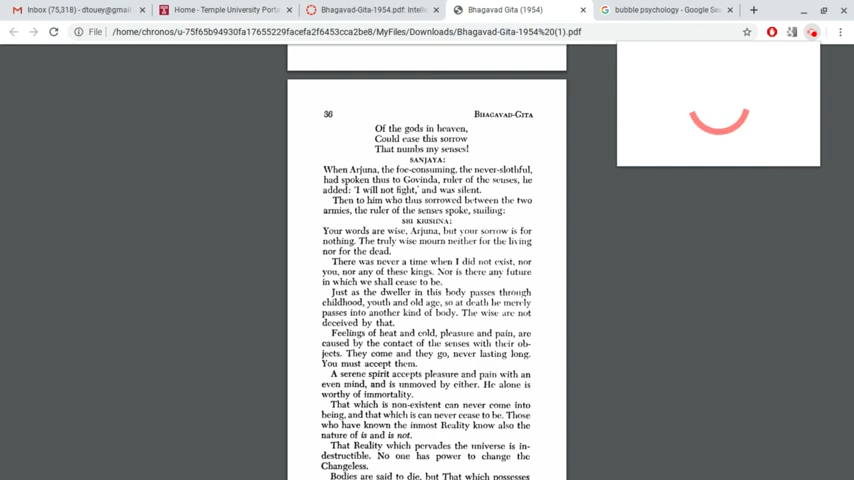 Inbox (75,318) - dtouey@gmail
Home - Temple University Porta
Bhagavad-Gita-1954.pdf: Intelle
Bhagavad Gita (1954)
bubble psychology - Google Sea
File
/home/chronos/u-75f65b94930fa17655229facefa2f6453cca2be8/MyFiles/Downloads/Bhagavad-Gita-1954%20(1).pdf
36 BHAGAVAD-GITA
Of the gods in heaven,
Could ease this sorrow
That numbs my senses!
SANJAYA:
When Arjuna, the foe-consuming, the never-slothful,
had spoken thus to Govinda, ruler of the senses, he
added: 'I will not fight,' and was silent.
Then to him who thus sorrowed between the two
armies, the ruler of the senses spoke, smiling:
SRI KRISHNA:
Your words are wise, Arjuna, but your sorrow is for
nothing. The truly wise mourn neither for the living
nor for the dead.
There was never a time when I did not exist, nor
you, nor any of these kings. Nor is there any future
in which we shall cease to be.
Just as the dweller in this body passes through
childhood, youth and old age, so at death he merely
passes into another kind of body. The wise are not
deceived by that.
Feelings of heat and cold, pleasure and pain, are
caused by the contact of the senses with their ob-
jects. They come and they go, never lasting long.
You must accept them.
A serene spirit accepts pleasure and pain with an
even mind, and is unmoved by either. He alone is
worthy of immortality.
That which is non-existent can never come into
being, and that which is can never cease to be. Those
who have known the inmost Reality know also the
nature of is and is not.
That Reality which pervades the universe is in-
destructible. No one has power to change the
Changeless.
Bodies are said to die, but That which possesses